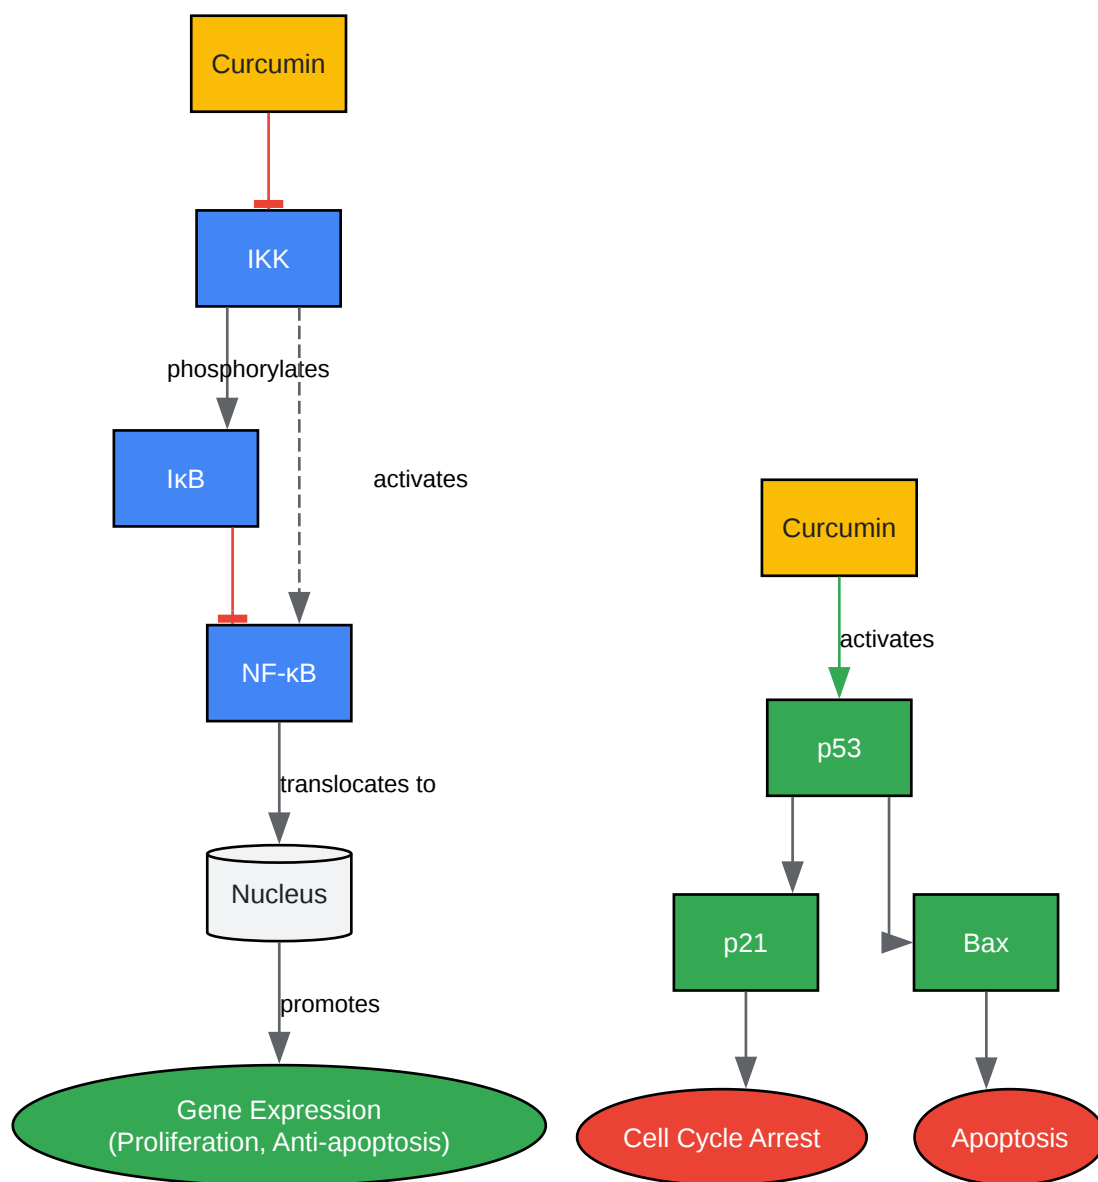 Curcumin
IKK
phosphorylates
IκB
activates
NF-κB
translocates to
Nucleus
promotes
Gene Expression
(Proliferation, Anti-apoptosis)
Curcumin
activates
p53
p21
Bax
Cell Cycle Arrest
Apoptosis